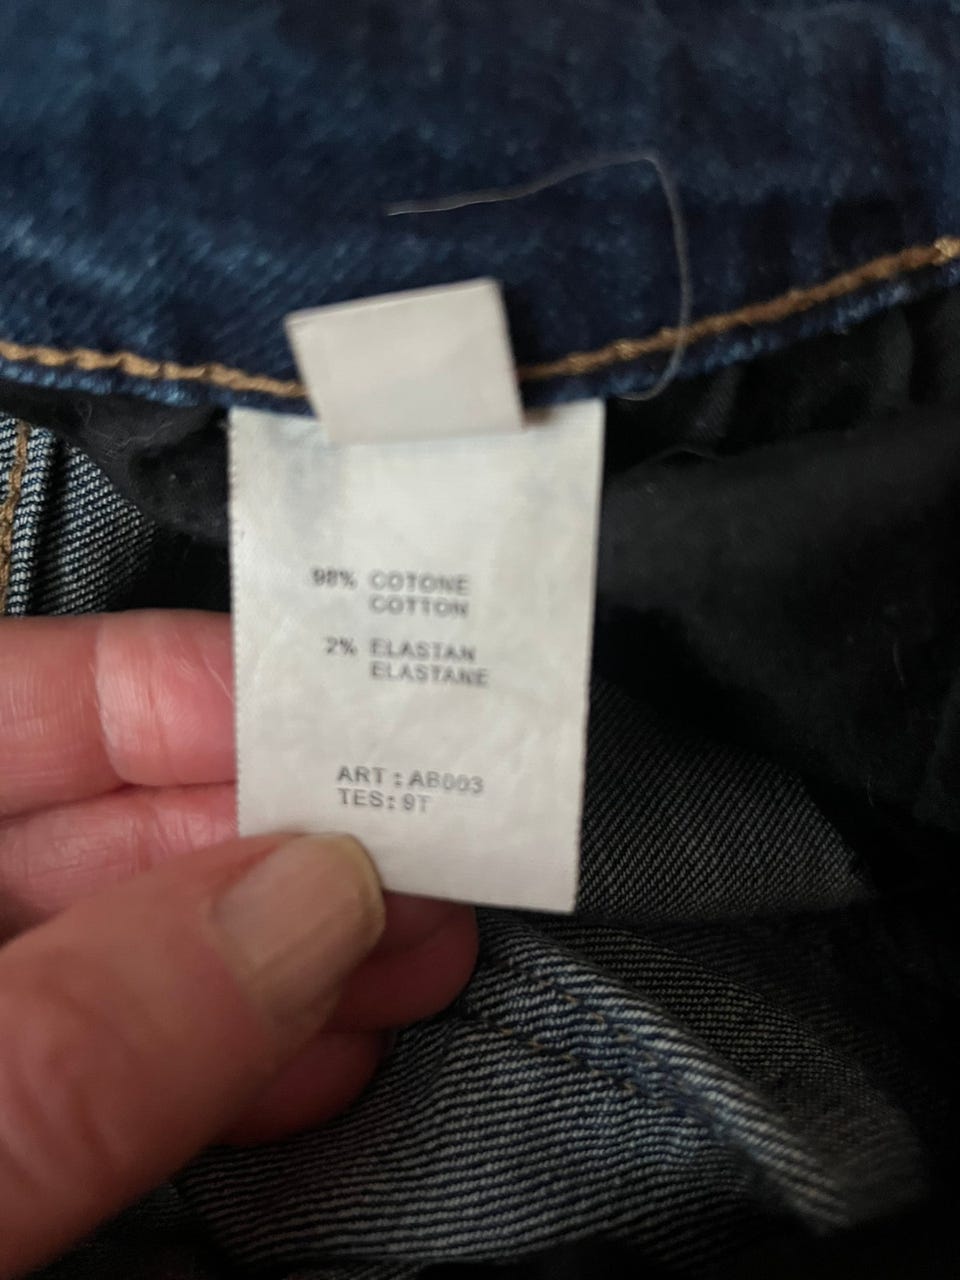 98% COTONE
COTTON
2% ELASTAN
ELASTANE
ART : AB003
TES: 9T